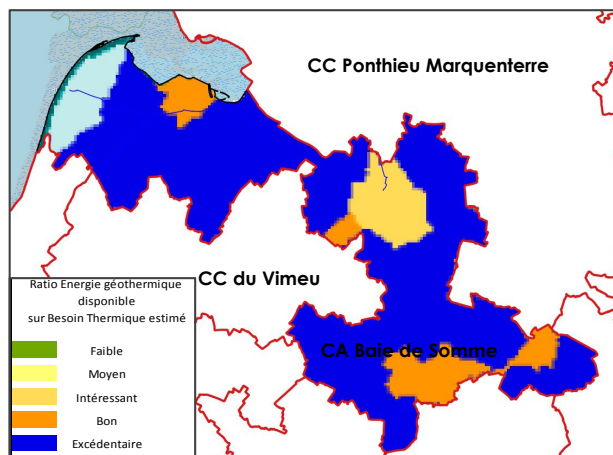 CC Ponthieu Marquenterre
CC du Vimeu
CA Baie de Somme
Ratio Energie géothermique
disponible
sur Besoin Thermique estimé
Faible
Moyen
Intéressant
Bon
Excédentaire